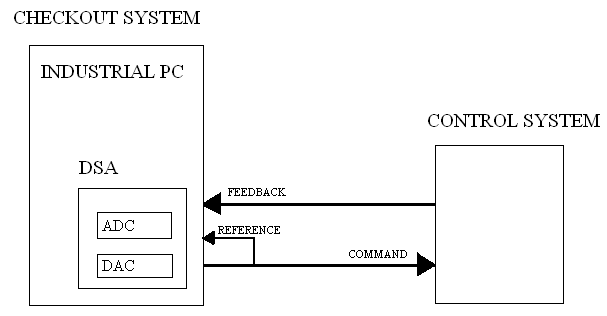 CHECKOUT SYSTEM
INDUSTRIAL PC
CONTROL SYSTEM
DSA
FEEDBACK
ADC
REFERENCE
COMMAND
DAC